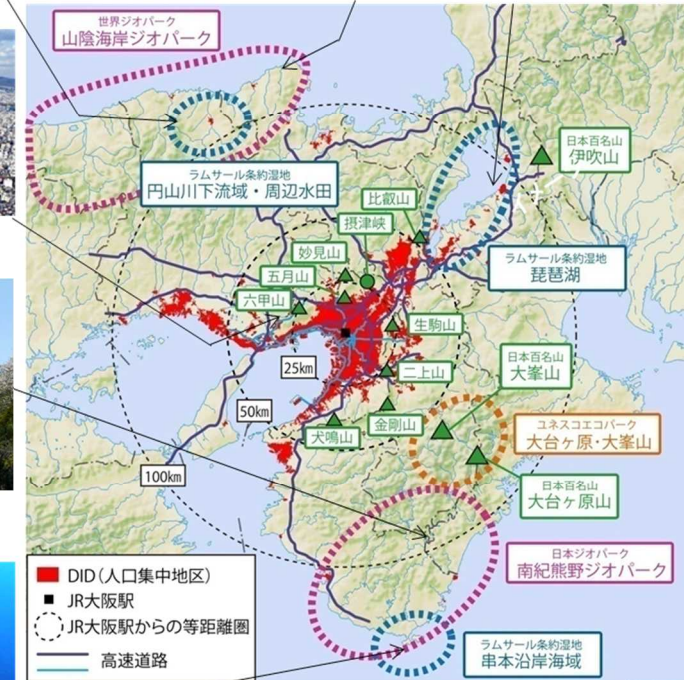 世界ジオパーク
山陰海岸ジオパーク
ラムサール条約湿地
円山川下流域・周辺水田
日本百名山
伊吹山
比叡山
摂津峡
妙見山
五月山
六甲山
ラムサール条約湿地
琵琶湖
生駒山
25km
二上山
日本百名山
大峯山
50km
犬鳴山
金剛山
ユネスコエコパーク
大台ヶ原・大峯山
100km
日本百名山
大台ヶ原山
日本ジオパーク
南紀熊野ジオパーク
DID(人口集中地区)
JR大阪駅
JR大阪駅からの等距離圏
高速道路
ラムサール条約湿地
串本沿岸海域